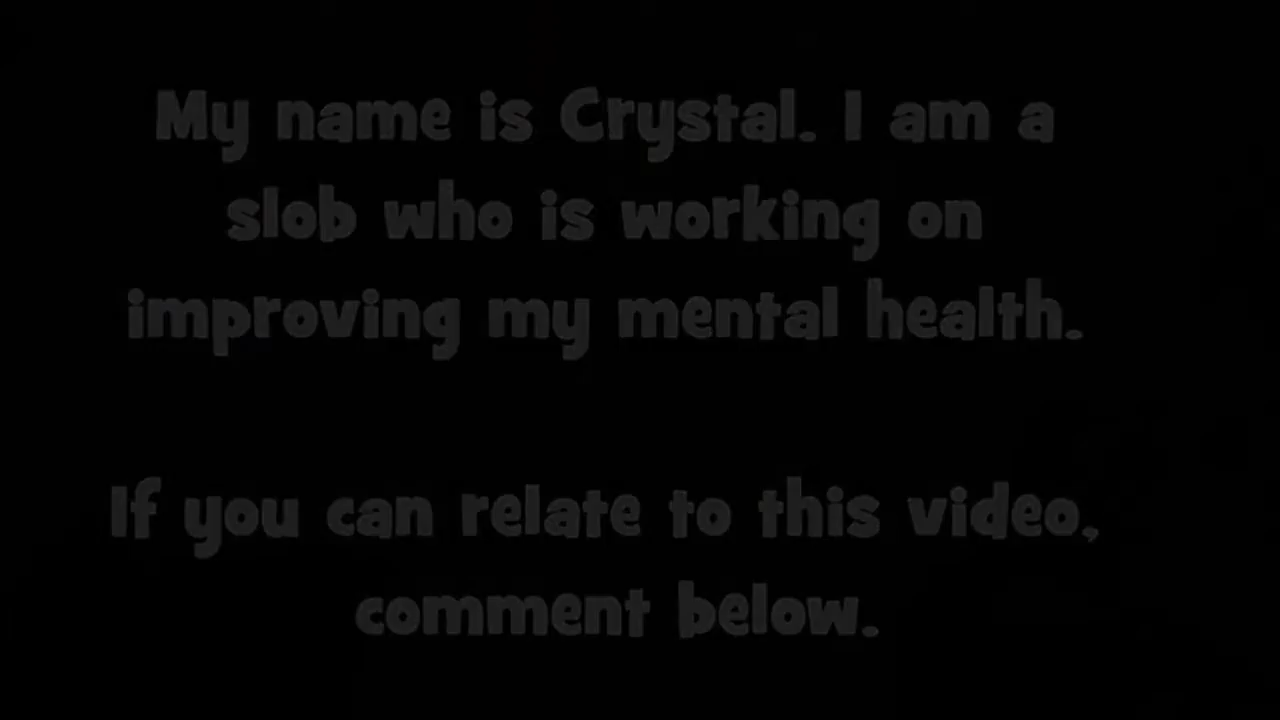 My name is Crystal. I am a
slob who is working on
improving my mental health.
If you can relate to this video,
comment below.